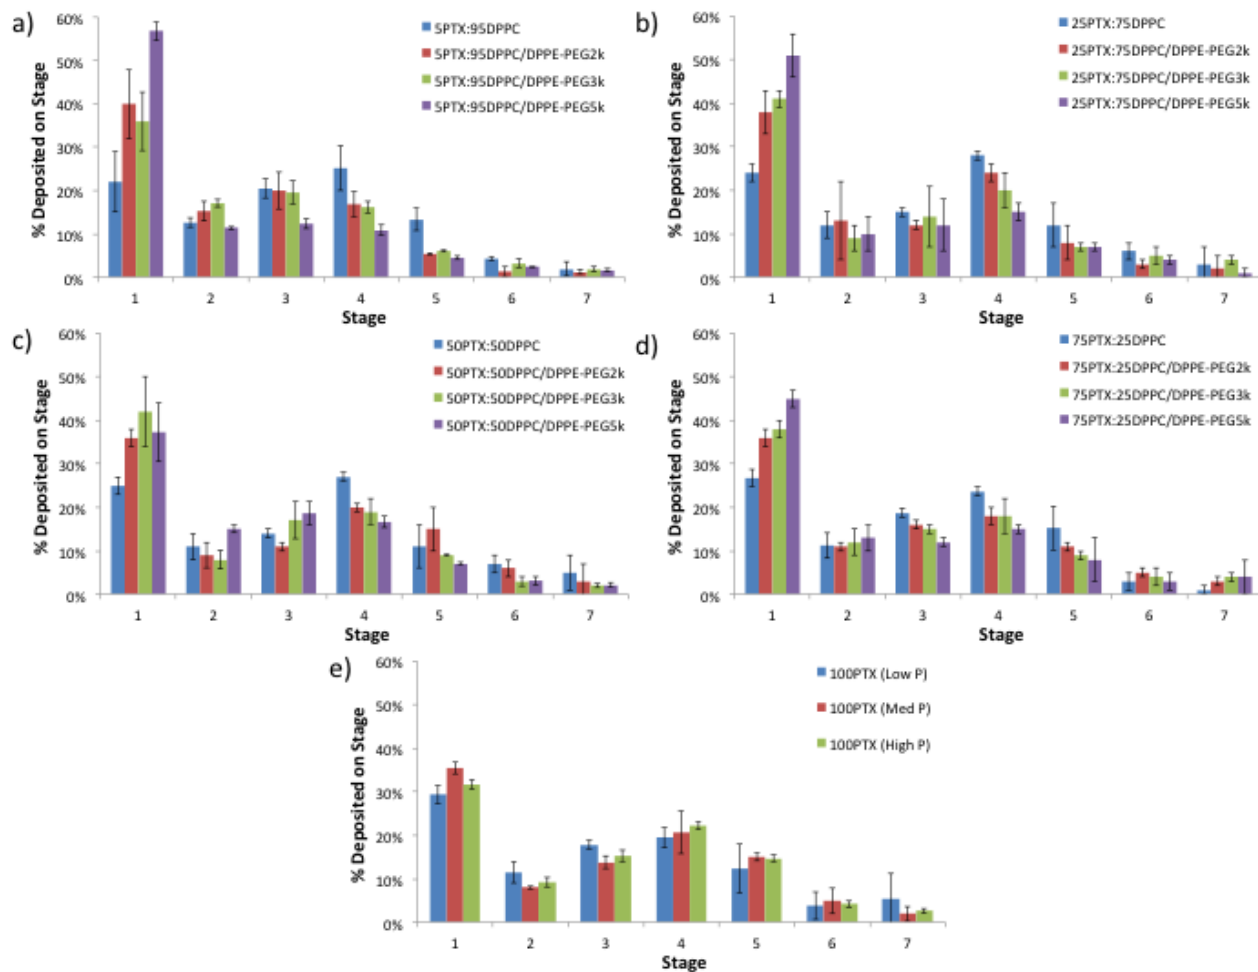 a)
60%
50%
40%
30%
20%
10%
0%
% Deposited on Stage
5PTX:95DPPC
5PTX:95DPPC/DPPE-PEG2k
5PTX:95DPPC/DPPE-PEG3k
5PTX:95DPPC/DPPE-PEG5k
1 2 3 4 5 6 7
Stage
b)
60%
50%
40%
30%
20%
10%
0%
% Deposited on Stage
25PTX:75DPPC
25PTX:75DPPC/DPPE-PEG2k
25PTX:75DPPC/DPPE-PEG3k
25PTX:75DPPC/DPPE-PEG5k
1 2 3 4 5 6 7
Stage
c)
60%
50%
40%
30%
20%
10%
0%
% Deposited on Stage
50PTX:50DPPC
50PTX:50DPPC/DPPE-PEG2k
50PTX:50DPPC/DPPE-PEG3k
50PTX:50DPPC/DPPE-PEG5k
1 2 3 4 5 6 7
Stage
d)
60%
50%
40%
30%
20%
10%
0%
% Deposited on Stage
75PTX:25DPPC
75PTX:25DPPC/DPPE-PEG2k
75PTX:25DPPC/DPPE-PEG3k
75PTX:25DPPC/DPPE-PEG5k
1 2 3 4 5 6 7
Stage
e)
60%
50%
40%
30%
20%
10%
0%
% Deposited on Stage
100PTX (Low P)
100PTX (Med P)
100PTX (High P)
1 2 3 4 5 6 7
Stage